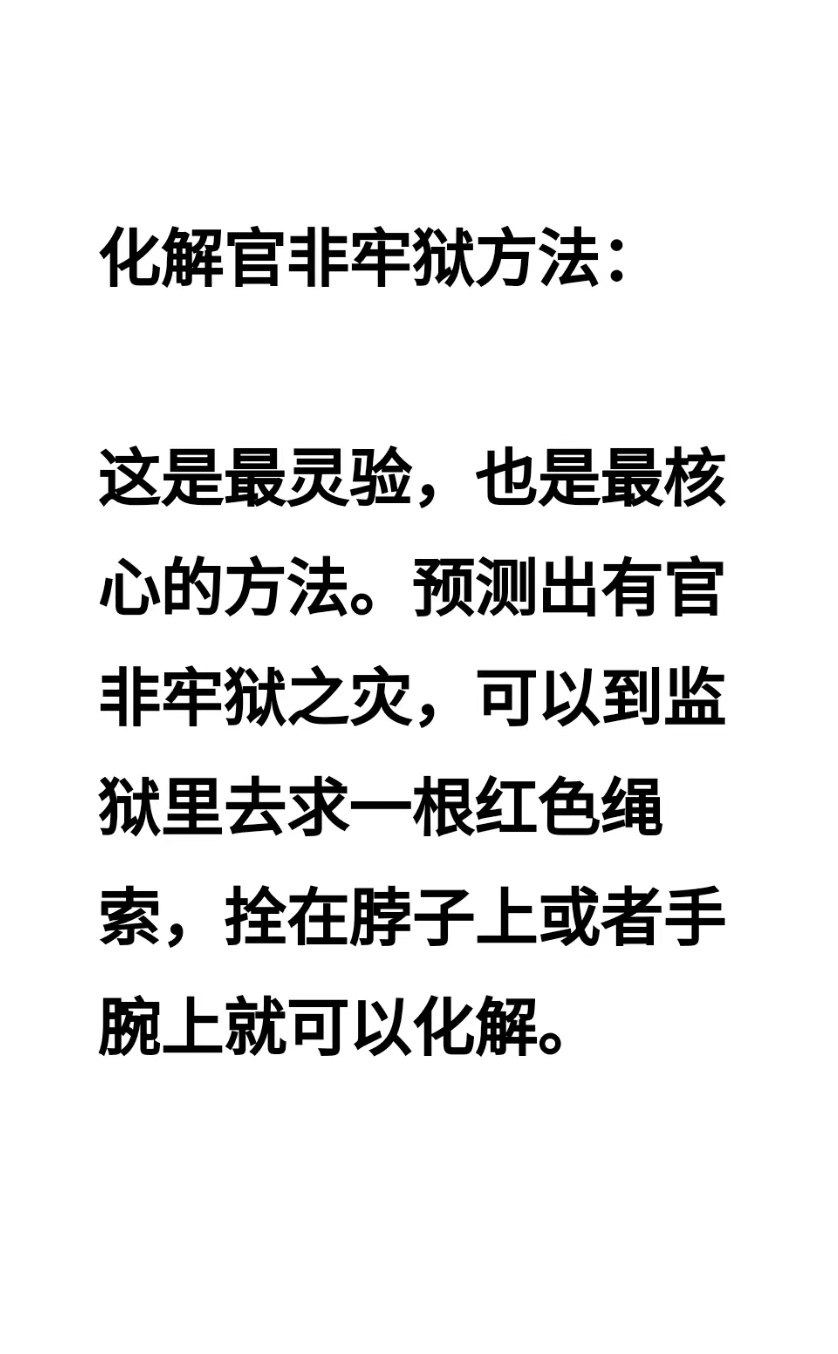 化解官非牢狱方法：
这是最灵验，也是最核
心的方法。预测出有官
非牢狱之灾，可以到监
狱里去求一根红色绳
索，拴在脖子上或者手
腕上就可以化解。